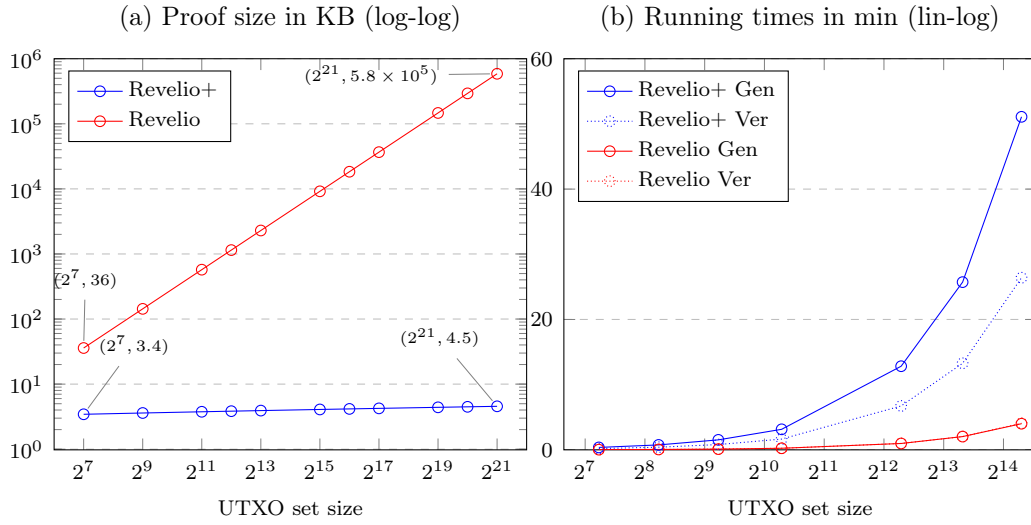 (a) Proof size in KB (log-log)
10^6
10^5
10^4
10^3
10^2
10^1
10^0
Revelio+
Revelio
(2^21, 5.8 × 10^5)
(2^7, 36)
(2^7, 3.4)
(2^21, 4.5)
2^7 2^9 2^11 2^13 2^15 2^17 2^19 2^21
UTXO set size
(b) Running times in min (lin-log)
60
40
20
0
Revelio+ Gen
Revelio+ Ver
Revelio Gen
Revelio Ver
2^7 2^8 2^9 2^10 2^11 2^12 2^13 2^14
UTXO set size